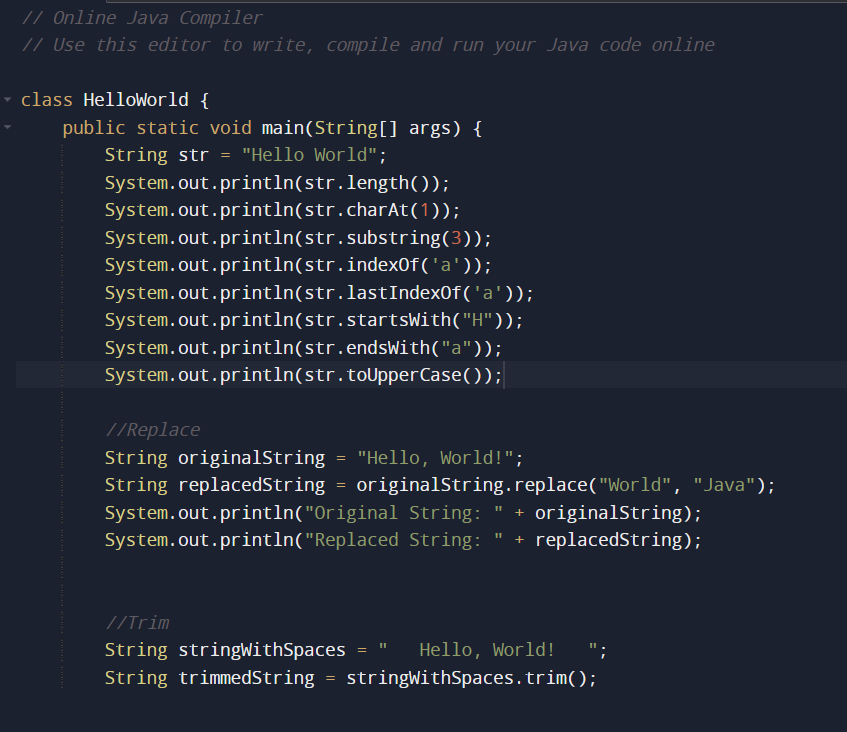 // Online Java Compiler
// Use this editor to write, compile and run your Java code online
class HelloWorld {
public static void main(String[] args) {
String str = "Hello World";
System.out.println(str.length());
System.out.println(str.charAt(1));
System.out.println(str.substring(3));
System.out.println(str.indexOf('a'));
System.out.println(str.lastIndexOf('a'));
System.out.println(str.startsWith("H"));
System.out.println(str.endsWith("a"));
System.out.println(str.toUpperCase());
//Replace
String originalString = "Hello, World!";
String replacedString = originalString.replace("World", "Java");
System.out.println("Original String: " + originalString);
System.out.println("Replaced String: " + replacedString);
//Trim
String stringWithSpaces = "   Hello, World!   ";
String trimmedString = stringWithSpaces.trim();